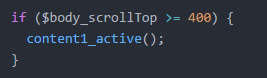 if ($body_scrollTop >= 400) {
  content1_active();
}